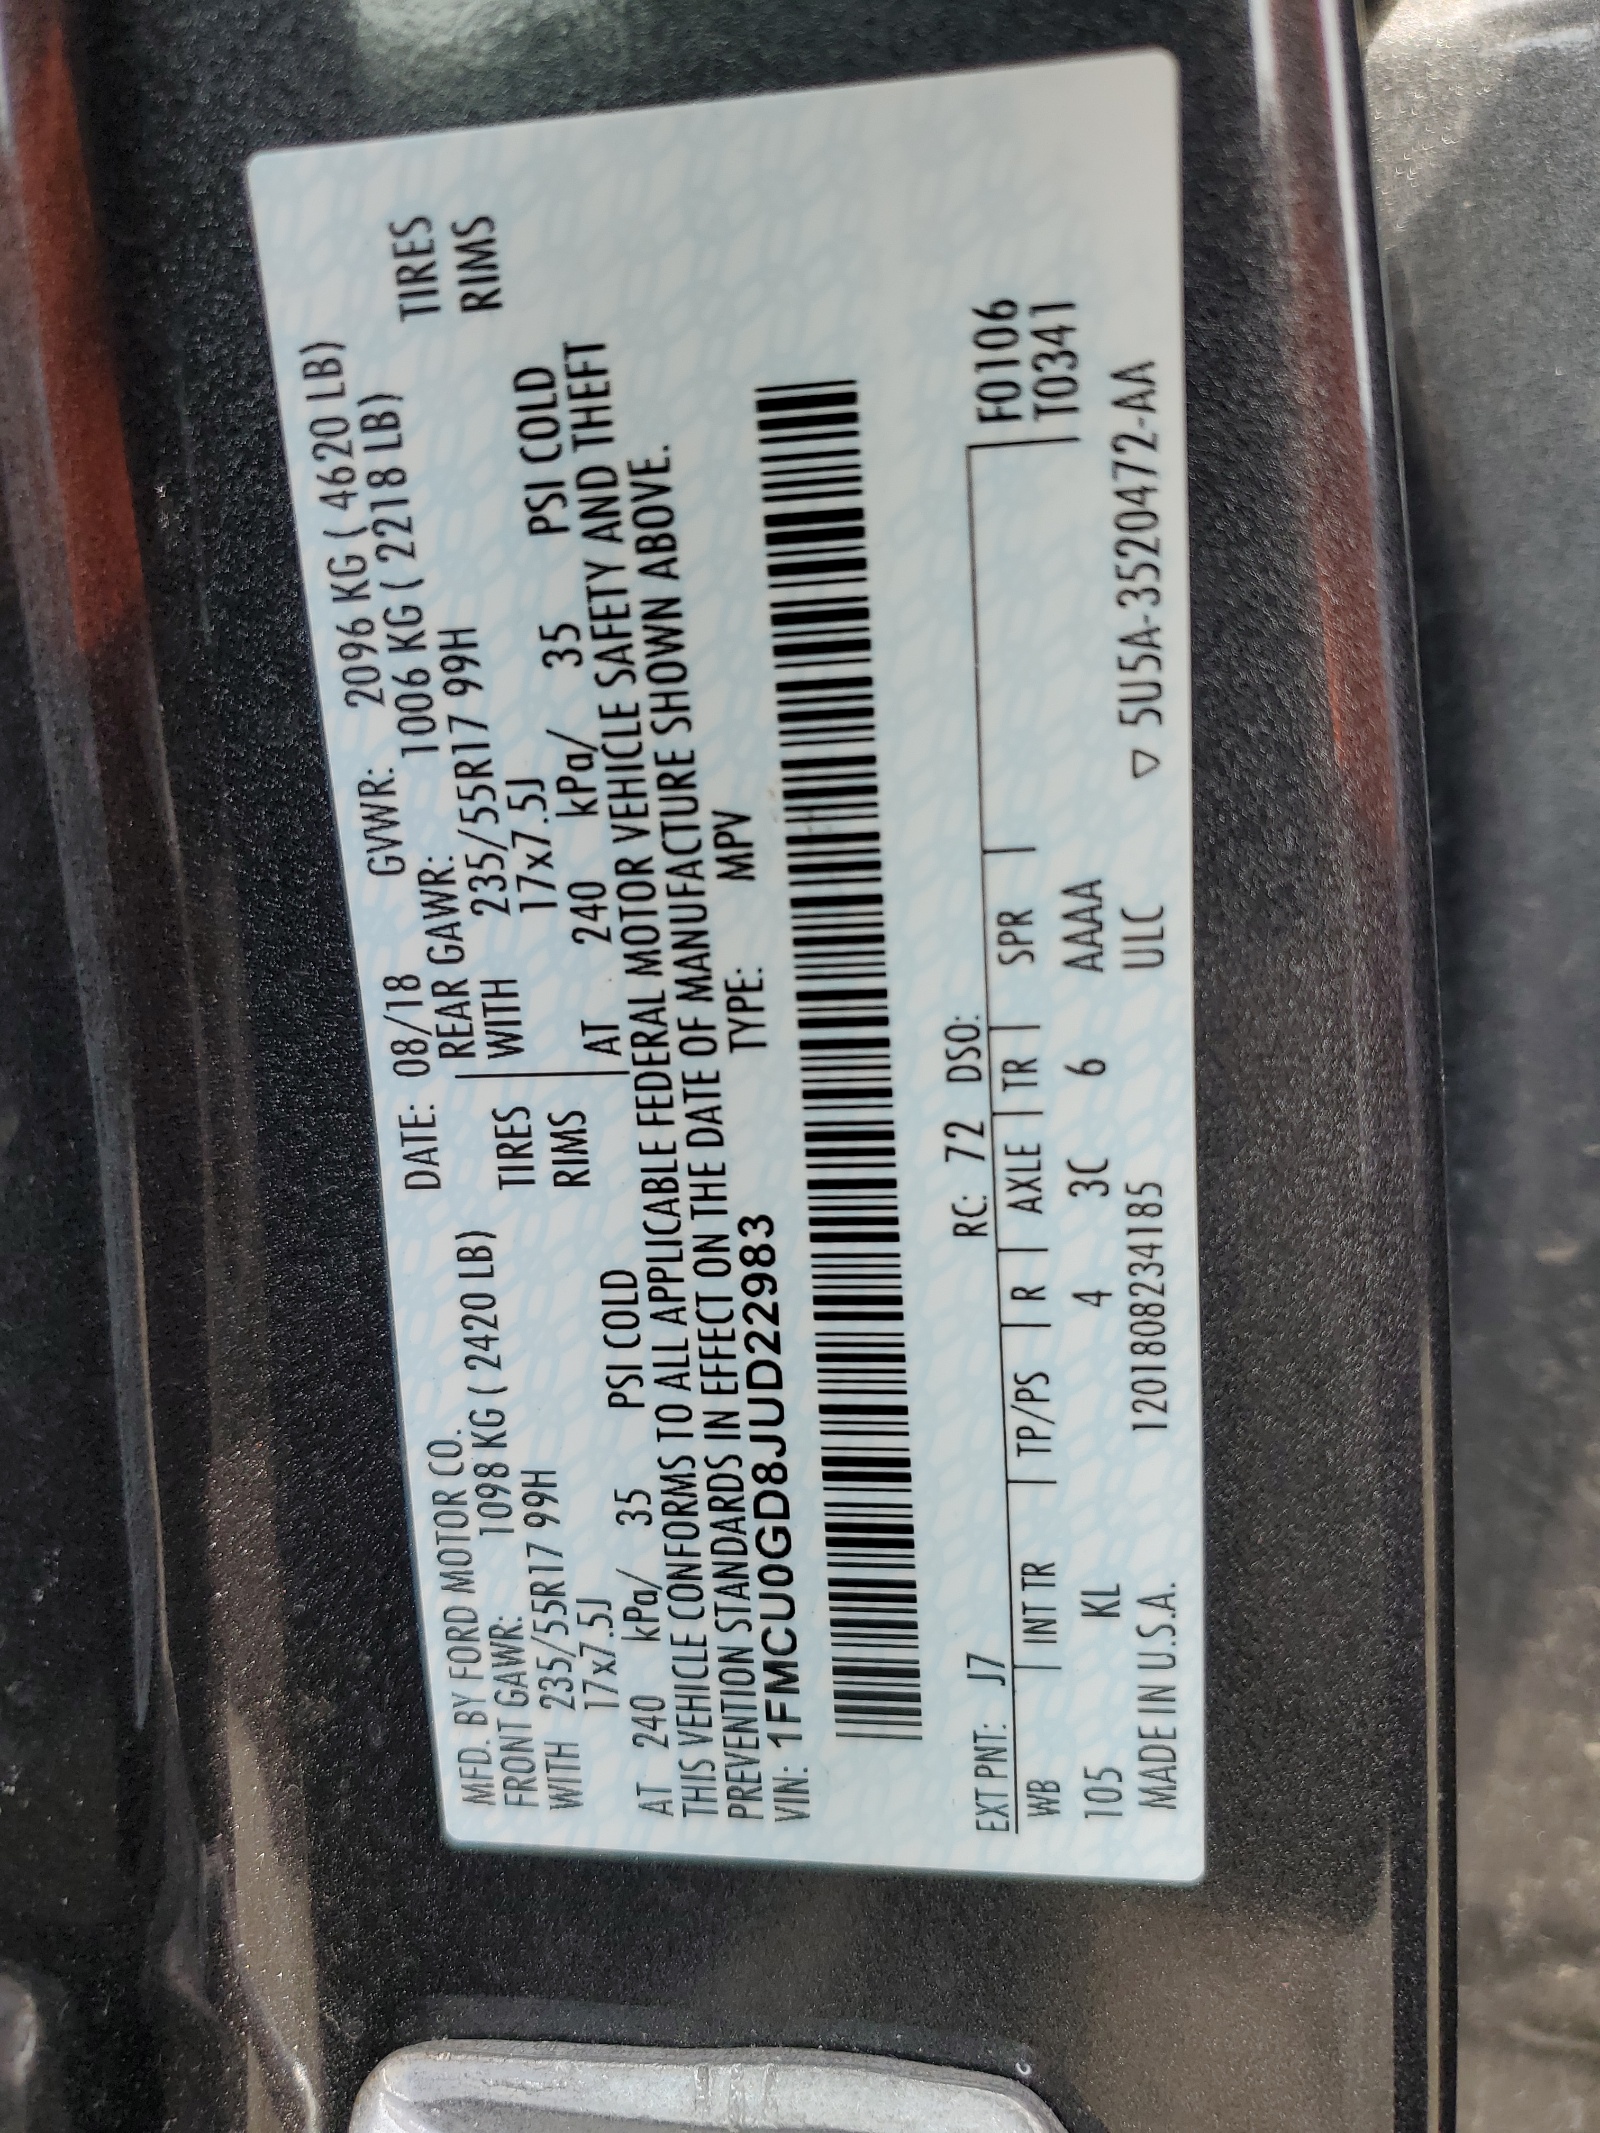 MFD. BY FORD MOTOR CO. DATE: 08/18 GVWR: 2096 KG ( 4620 LB)
FRONT GAWR: 1098 KG ( 2420 LB) REAR GAWR: 1006 KG ( 2218 LB)
WITH 235/55R17 99H TIRES WITH 235/55R17 99H TIRES
17x7.5J RIMS 17x7.5J RIMS
AT 240 kPa/ 35 PSI COLD AT 240 kPa/ 35 PSI COLD
THIS VEHICLE CONFORMS TO ALL APPLICABLE FEDERAL MOTOR VEHICLE SAFETY AND THEFT
PREVENTION STANDARDS IN EFFECT ON THE DATE OF MANUFACTURE SHOWN ABOVE.
VIN: 1FMCU0GD8JUD22983 TYPE: MPV
EXT PNT: J7 RC: 72 DSO:
WB INT TR TP/PS R AXLE TR SPR F0106
105 KL 4 3C 6 AAAA T0341
MADE IN U.S.A. 12018082341185 ULC ▽ 5U5A-3520472-AA